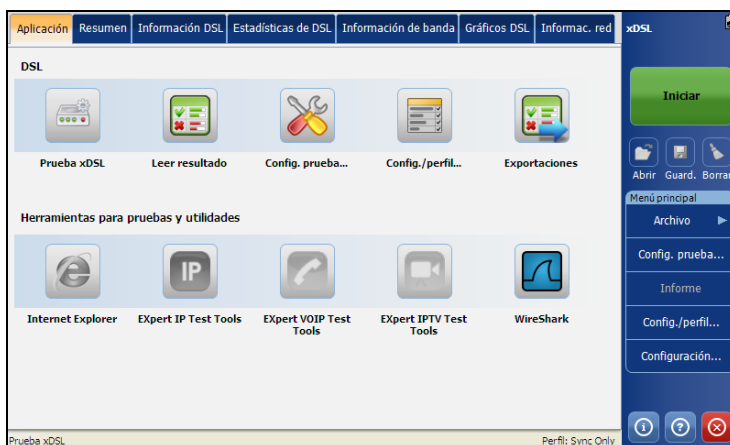 Aplicación Resumen Información DSL Estadísticas de DSL Información de banda Gráficos DSL Informac. red
DSL
Prueba xDSL Leer resultado Config. prueba... Config./perfil... Exportaciones
Herramientas para pruebas y utilidades
IP
Internet Explorer EXpert IP Test Tools EXpert VOIP Test Tools EXpert IPTV Test Tools WireShark
Prueba xDSL Perfil: Sync Only
xDSL
Iniciar
Abrir Guard. Borrar
Menú principal
Archivo
Config. prueba...
Informe
Config./perfil...
Configuración...